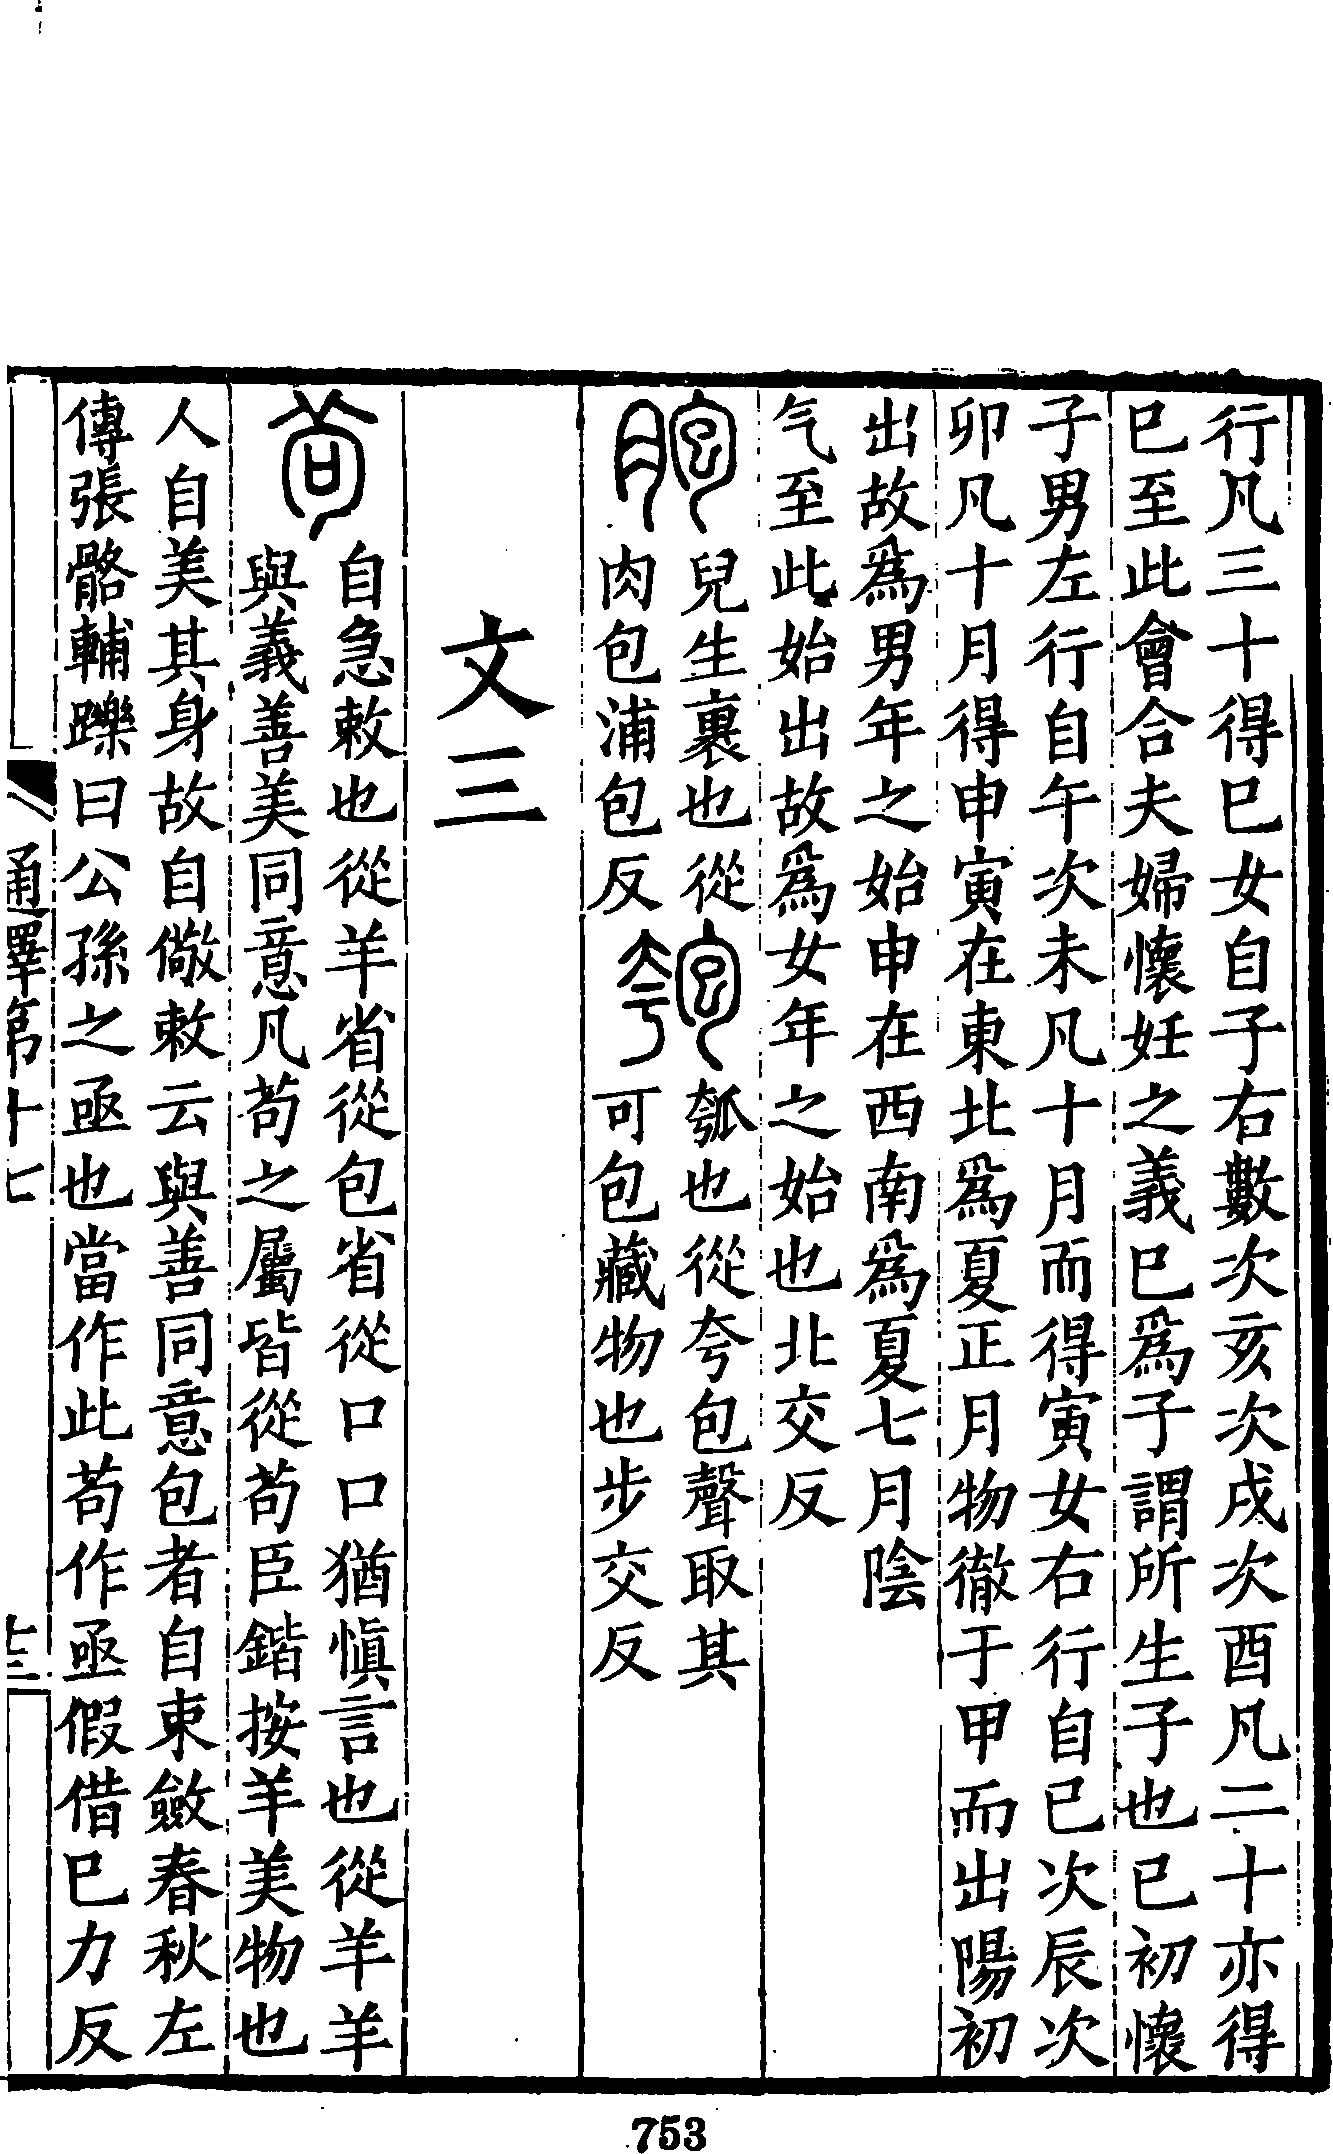 行凡三十得巳女自子右數次亥次戌次酉凡二十亦得
巳至此會合夫婦懷妊之義巳爲子謂所生子也巳初懷
子男左行自午次未凡十月而得寅女右行自巳次辰次
卯凡十月得申寅在東北爲夏正月物徹于甲而出陽初
出故爲男年之始申在西南爲夏七月陰
气至此始出故爲女年之始也北交反
胞
兒生裹也從
肉包浦包反
匏
瓠也從夸包聲取其
可包藏物也步交反
文三
茍
自急敕也從羊省從包省從口口猶愼言也從羊羊
與義善美同意凡茍之屬皆從茍臣鍇按羊美物也
人自美其身故自儆敕云與善同意包者自束斂春秋左
傳張骼輔躒曰公孫之亟也當作此茍作亟假借巳力反
通釋第十七
十三
753